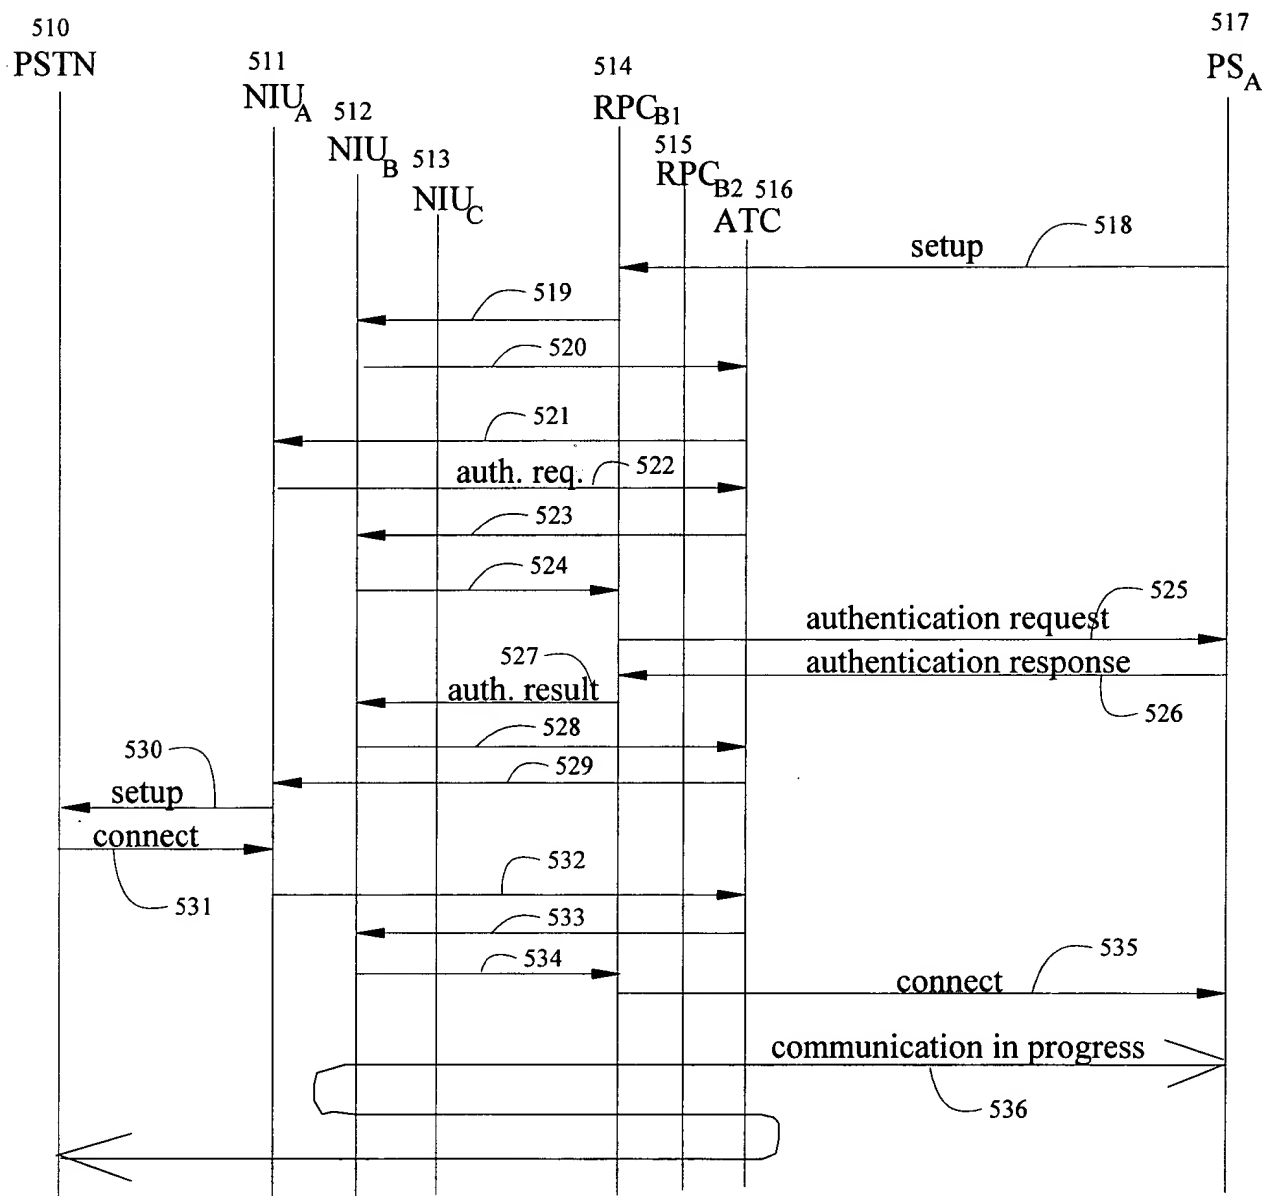 510
PSTN
511
NIU_A
512
NIU_B
513
NIU_C
514
RPC_B1
515
RPC_B2
516
ATC
517
PS_A
setup
518
519
520
521
auth. req.
522
523
524
525
authentication request
527
authentication response
auth. result
526
528
530
529
setup
connect
532
531
533
534
535
connect
communication in progress
536